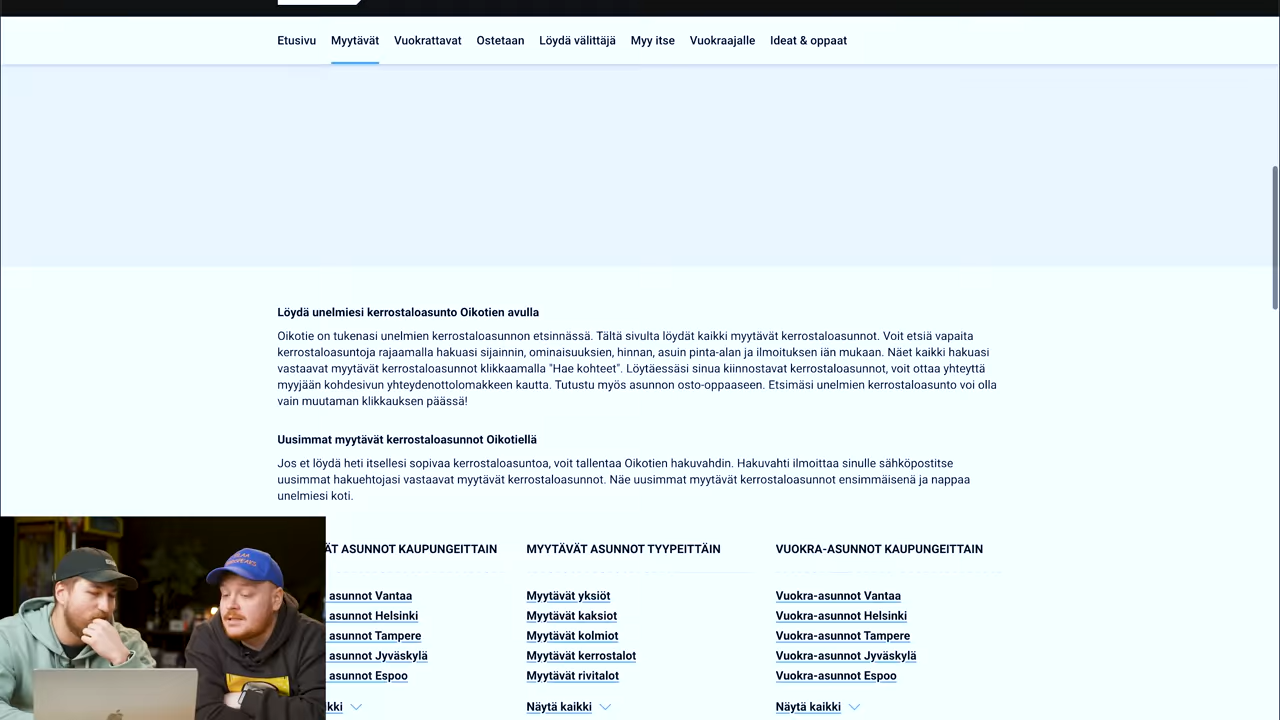 Etusivu Myytävät Vuokrattavat Ostetaan Löydä välittäjä Myy itse Vuokraajalle Ideat & oppaat
Löydä unelmiesi kerrostaloasunto Oikotien avulla
Oikotie on tukenasi unelmien kerrostaloasunnon etsinnässä. Tältä sivulta löydät kaikki myytävät kerrostaloasunnot. Voit etsiä vapaita
kerrostaloasuntoja rajaamalla hakuasi sijainnin, ominaisuuksien, hinnan, asuin pinta-alan ja ilmoituksen iän mukaan. Näet kaikki hakuasi
vastaavat myytävät kerrostaloasunnot klikkaamalla "Hae kohteet". Löytäessäsi sinua kiinnostavat kerrostaloasunnot, voit ottaa yhteyttä
myyjään kohdesivun yhteydenottolomakkeen kautta. Tutustu myös asunnon osto-oppaaseen. Etsimäsi unelmien kerrostaloasunto voi olla
vain muutaman klikkauksen päässä!
Uusimmat myytävät kerrostaloasunnot Oikotiellä
Jos et löydä heti itsellesi sopivaa kerrostaloasuntoa, voit tallentaa Oikotien hakuvahdin. Hakuvahti ilmoittaa sinulle sähköpostitse
uusimmat hakuehtojasi vastaavat myytävät kerrostaloasunnot. Näe uusimmat myytävät kerrostaloasunnot ensimmäisenä ja nappaa
unelmiesi koti.
ÄT ASUNNOT KAUPUNGEITTAIN
asunnot Vantaa
asunnot Helsinki
asunnot Tampere
asunnot Jyväskylä
asunnot Espoo
kki
MYYTÄVÄT ASUNNOT TYYPEITTÄIN
Myytävät yksiöt
Myytävät kaksiot
Myytävät kolmiot
Myytävät kerrostalot
Myytävät rivitalot
Näytä kaikki
VUOKRA-ASUNNOT KAUPUNGEITTAIN
Vuokra-asunnot Vantaa
Vuokra-asunnot Helsinki
Vuokra-asunnot Tampere
Vuokra-asunnot Jyväskylä
Vuokra-asunnot Espoo
Näytä kaikki